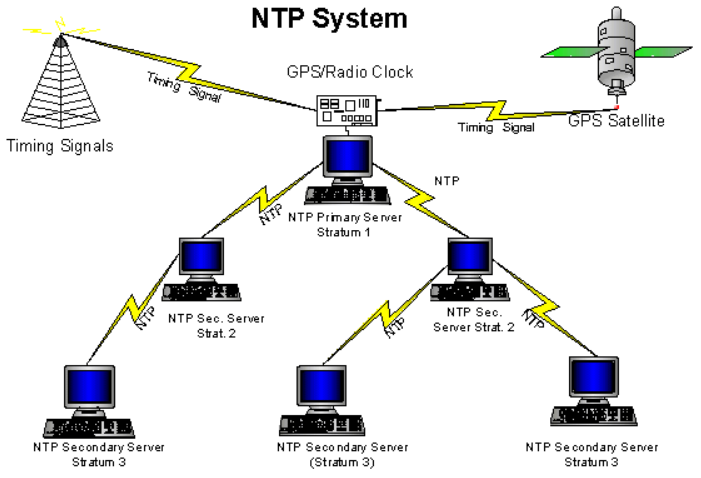 NTP System
GPS/Radio Clock
Timing Signal
Timing Signals
Timing Signal
GPS Satellite
NTP
NTP
NTP Primary Server
Stratum 1
NTP
NTP Sec. Server
Strat. 2
NTP
NTP
NTP Sec.
Server Strat. 2
NTP Secondary Server
Stratum 3
NTP Secondary Server
(Stratum 3)
NTP Secondary Server
Stratum 3